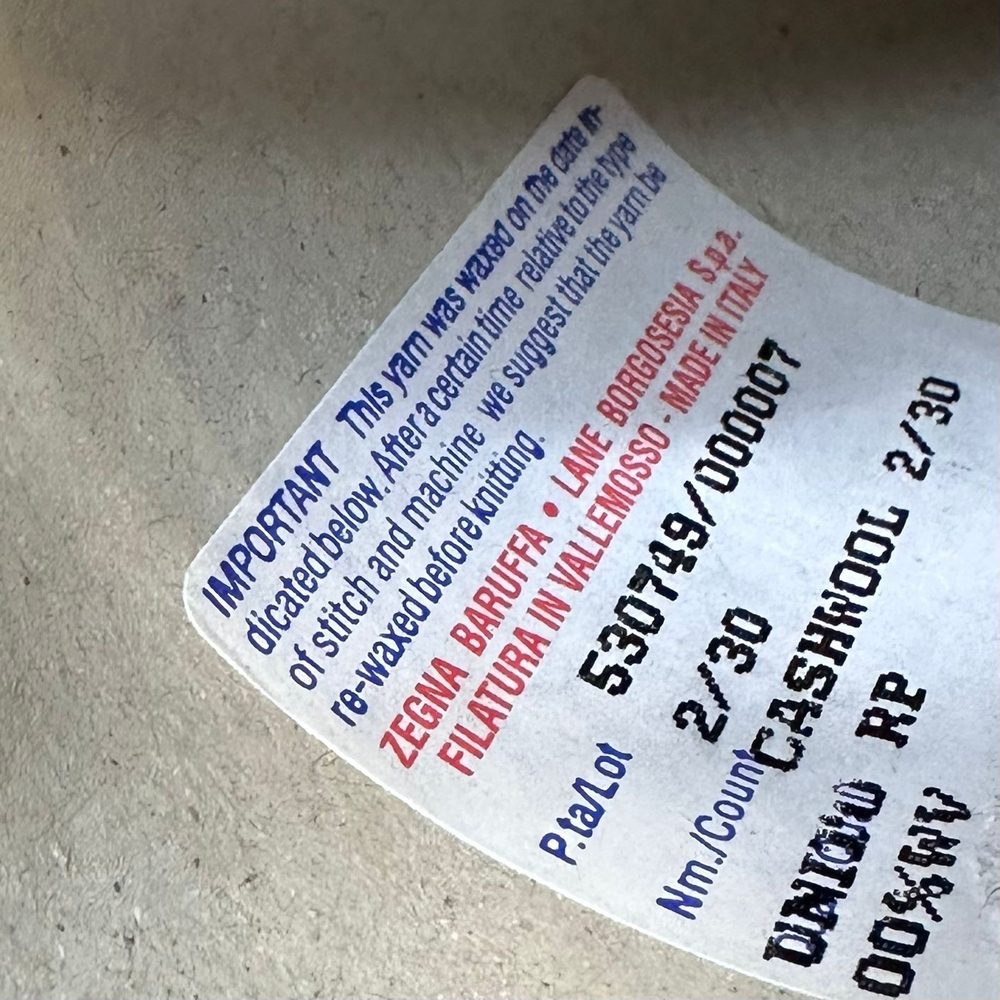 IMPORTANT This yarn was waxed on the date in-
dicated below. After a certain time relative to the type
of stitch and machine we suggest that the yarn be
re-waxed before knitting.
ZEGNA BARUFFA • LANE BORGOSESIA S.p.a.
FILATURA IN VALLEMOSSO - MADE IN ITALY
P.ta/Lot 530749/000007
Nm./Count 2/30
CASHWOOL 2/30
RP
00%WV